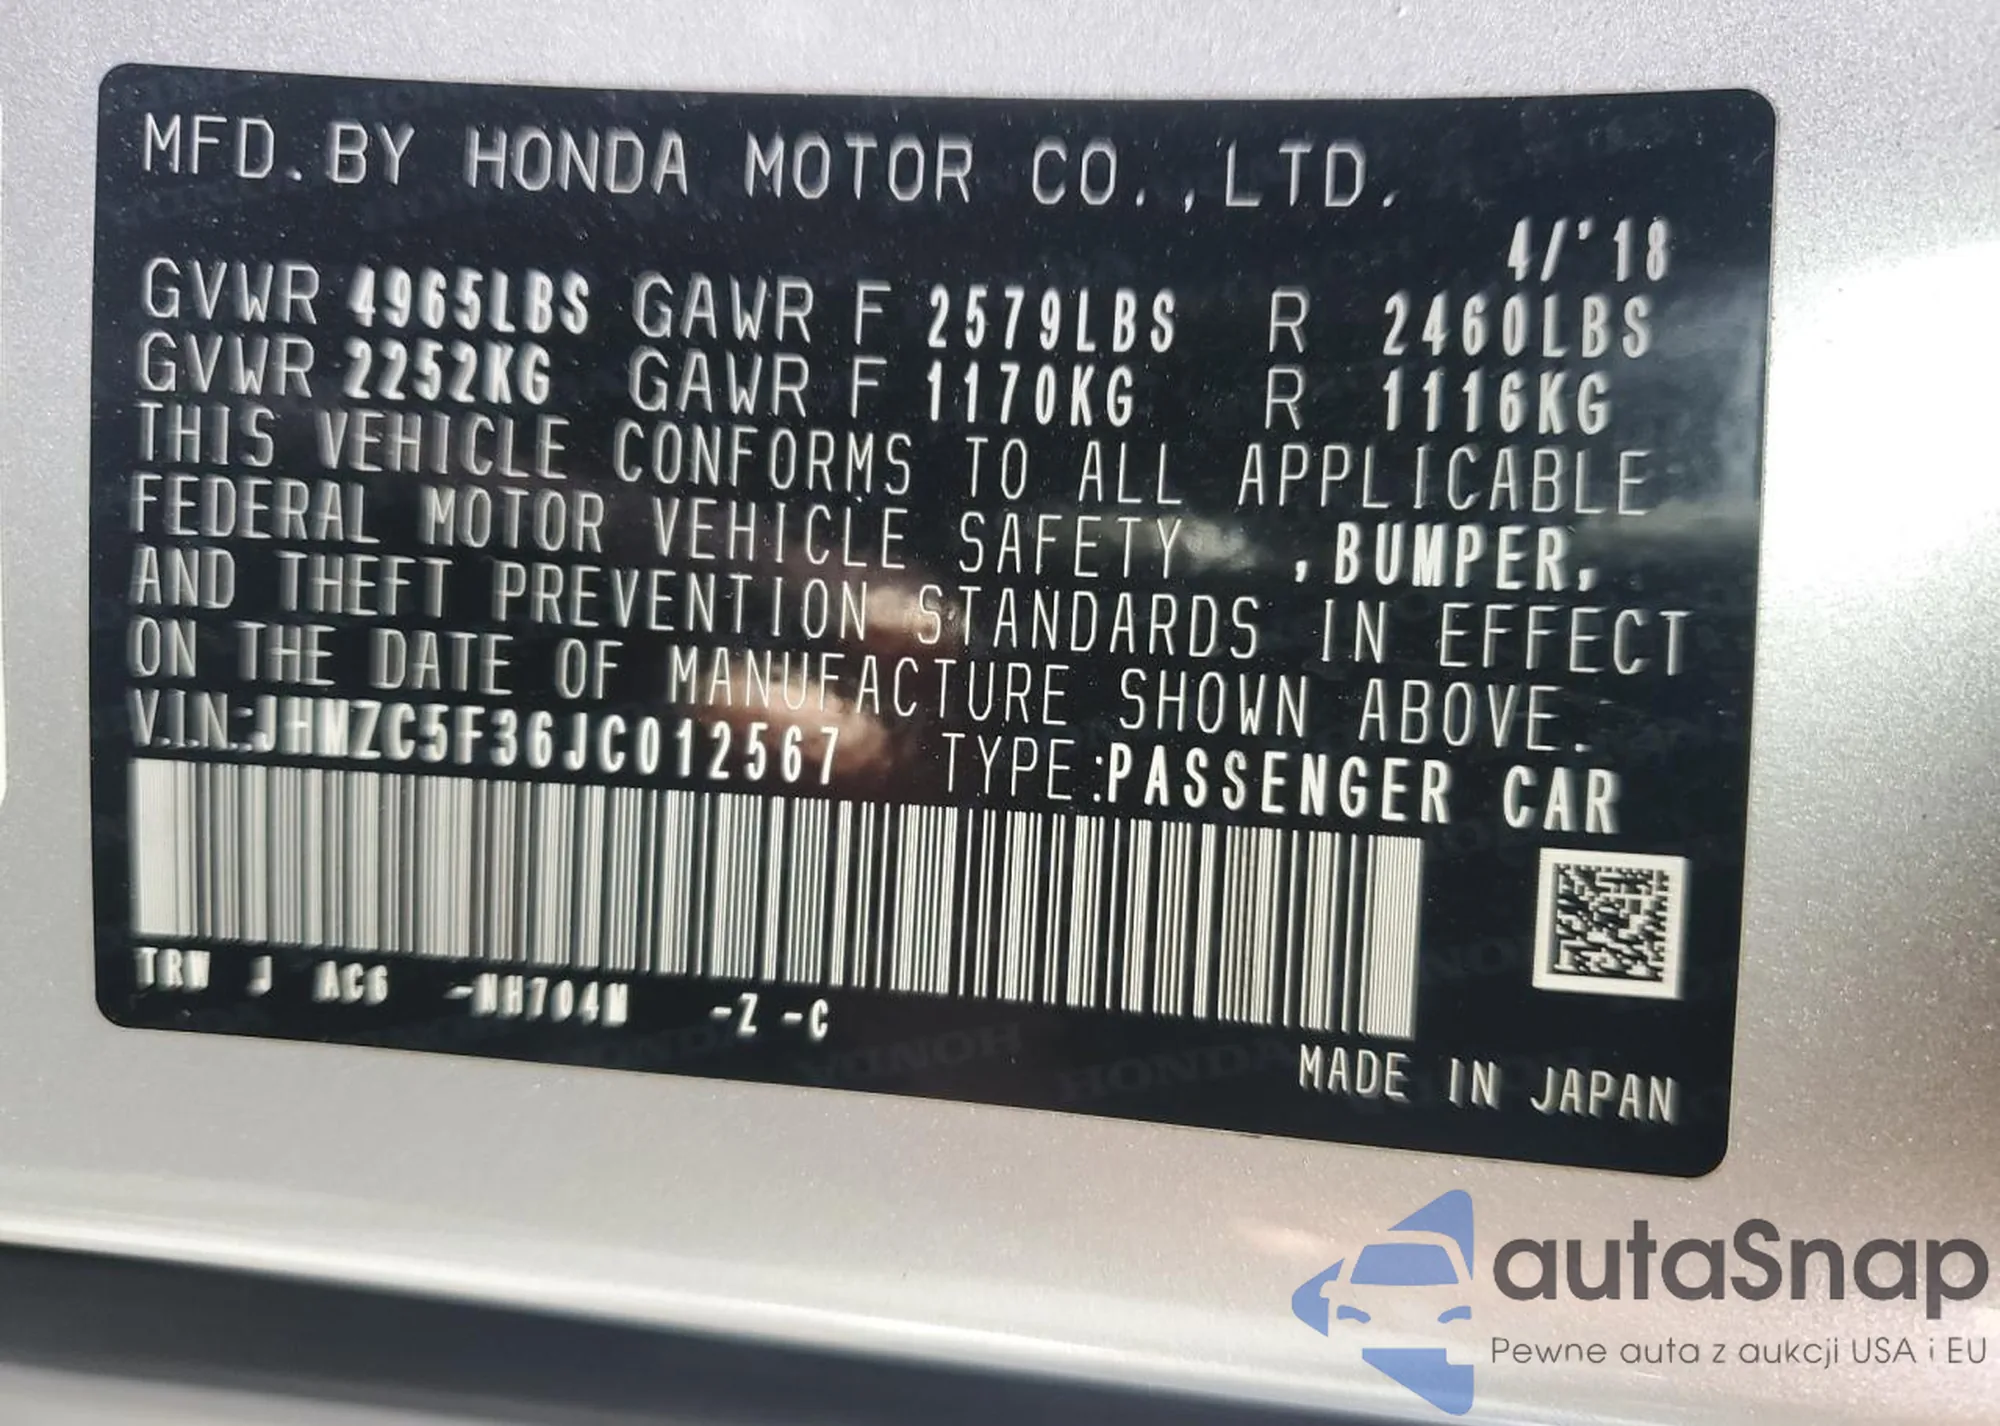 MFD.BY HONDA MOTOR CO.,LTD.
4/'18
GVWR 4965LBS GAWR F 2579LBS R 2460LBS
GVWR 2252KG GAWR F 1170KG R 1116KG
THIS VEHICLE CONFORMS TO ALL APPLICABLE
FEDERAL MOTOR VEHICLE SAFETY ,BUMPER,
AND THEFT PREVENTION STANDARDS IN EFFECT
ON THE DATE OF MANUFACTURE SHOWN ABOVE.
V.I.N.:JHMZC5F36JC012567 TYPE:PASSENGER CAR
TRW J AC6 -NH704M -Z -C
MADE IN JAPAN
autaSnap
Pewne auta z aukcji USA i EU